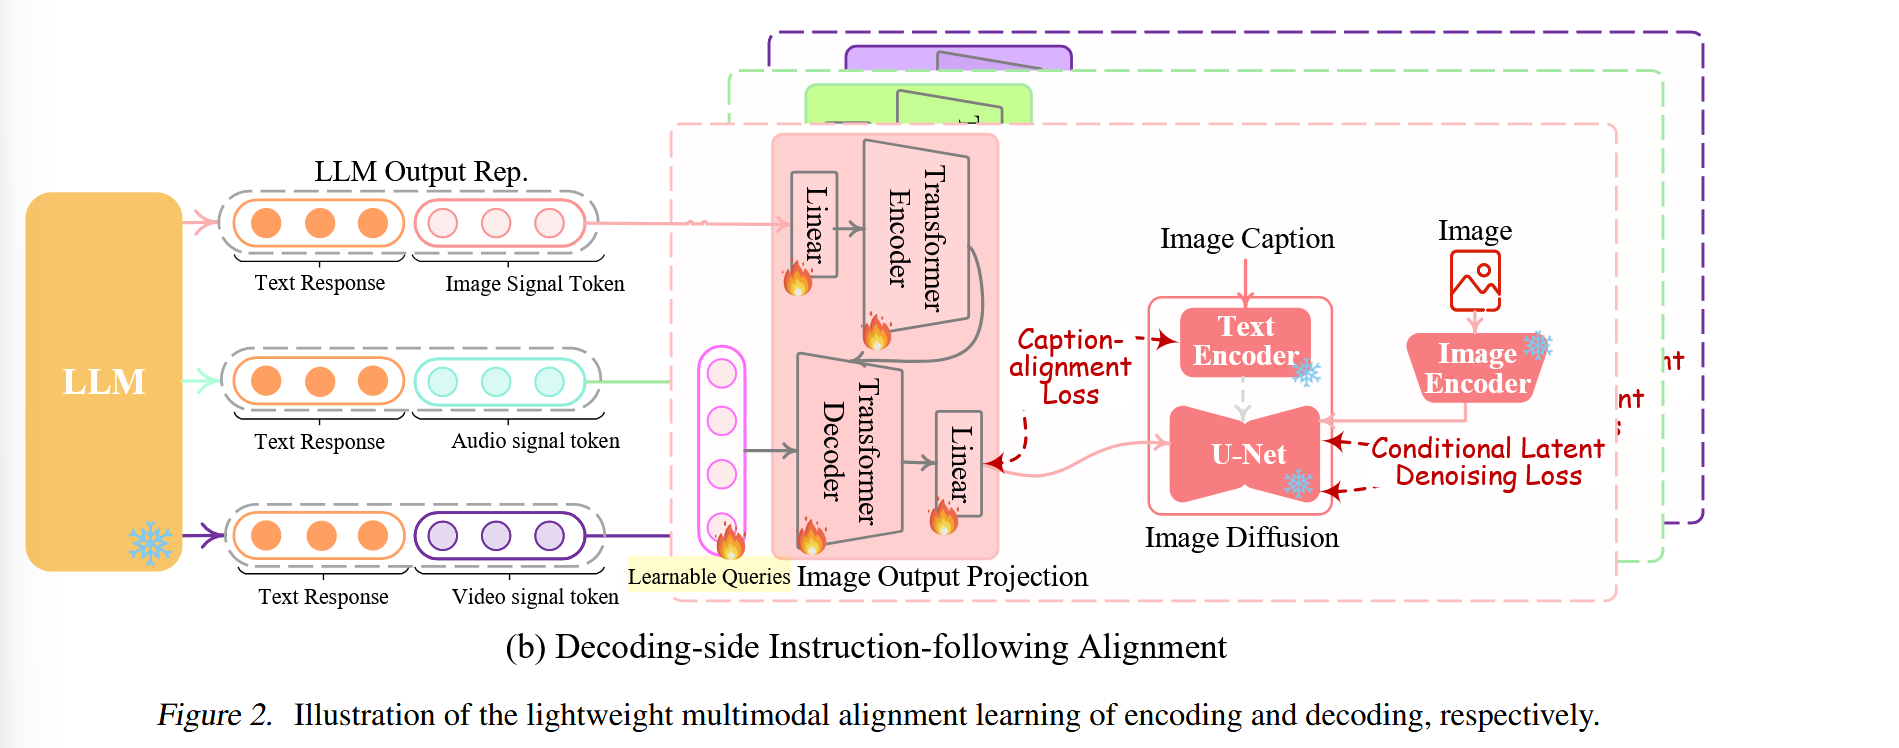 LLM Output Rep.
LLM
Text Response
Image Signal Token
Text Response
Audio signal token
Text Response
Video signal token
Learnable Queries
Linear
Transformer
Encoder
Transformer
Decoder
Linear
Image Output Projection
Caption-
alignment
Loss
Image Caption
Text
Encoder
U-Net
Image Diffusion
Image
Image
Encoder
Conditional Latent
Denoising Loss
nt
nt
(b) Decoding-side Instruction-following Alignment
Figure 2. Illustration of the lightweight multimodal alignment learning of encoding and decoding, respectively.